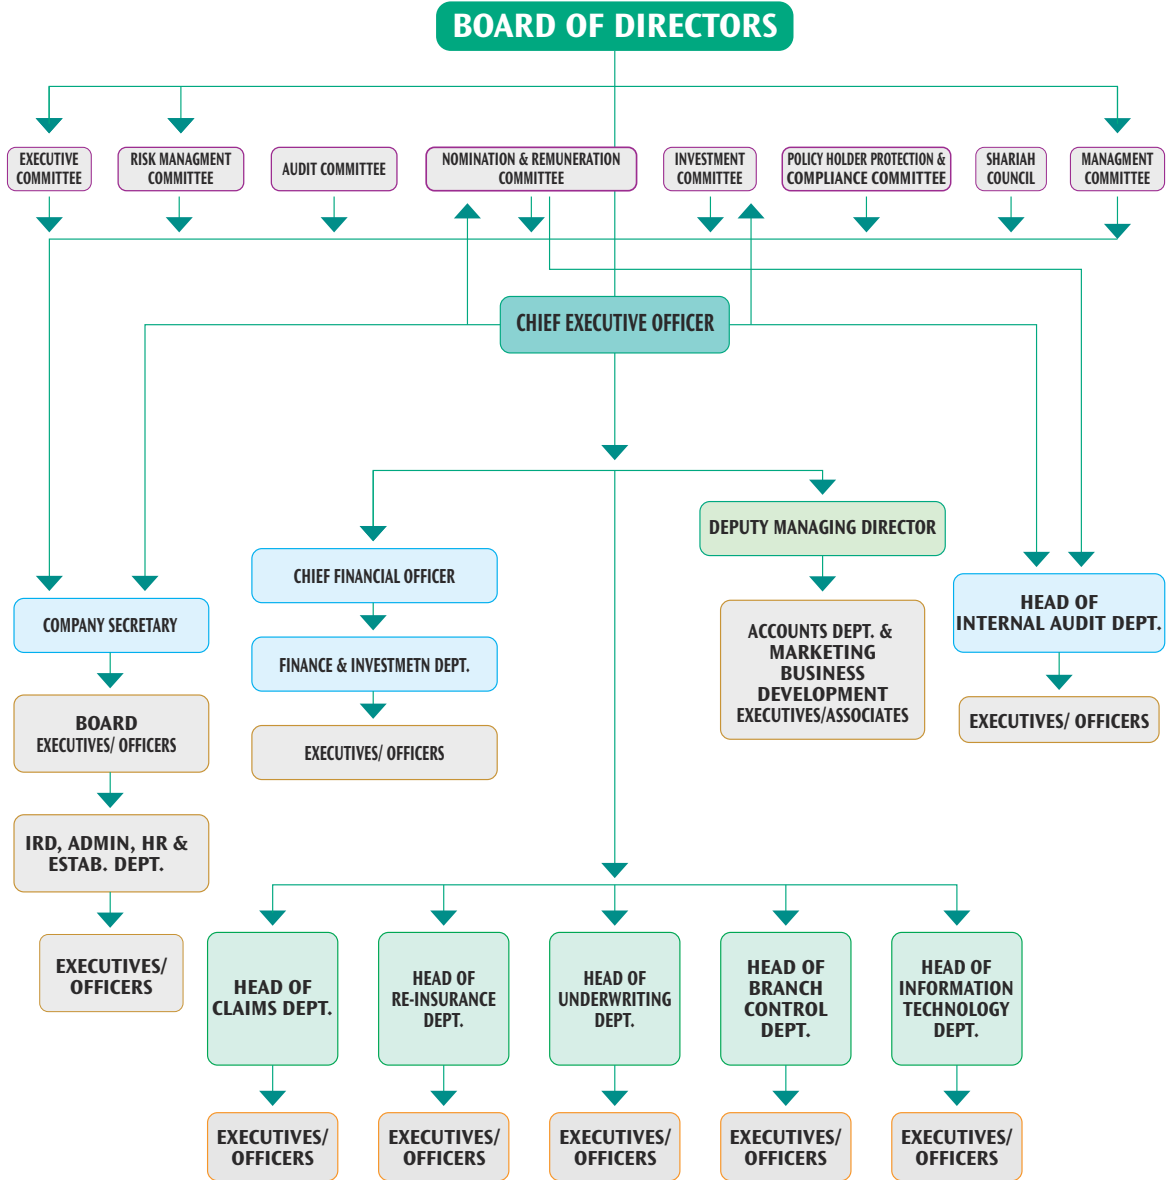 BOARD OF DIRECTORS
EXECUTIVE
COMMITTEE
RISK MANAGMENT
COMMITTEE
AUDIT COMMITTEE
NOMINATION & REMUNERATION
COMMITTEE
INVESTMENT
COMMITTEE
POLICY HOLDER PROTECTION &
COMPLIANCE COMMITTEE
SHARIAH
COUNCIL
MANAGMENT
COMMITTEE
CHIEF EXECUTIVE OFFICER
DEPUTY MANAGING DIRECTOR
CHIEF FINANCIAL OFFICER
COMPANY SECRETARY
HEAD OF
INTERNAL AUDIT DEPT.
FINANCE & INVESTMETN DEPT.
ACCOUNTS DEPT. &
MARKETING
BUSINESS
DEVELOPMENT
EXECUTIVES/ASSOCIATES
BOARD
EXECUTIVES/ OFFICERS
EXECUTIVES/ OFFICERS
EXECUTIVES/ OFFICERS
IRD, ADMIN, HR &
ESTAB. DEPT.
EXECUTIVES/
OFFICERS
HEAD OF
CLAIMS DEPT.
HEAD OF
RE-INSURANCE
DEPT.
HEAD OF
UNDERWRITING
DEPT.
HEAD OF
BRANCH
CONTROL
DEPT.
HEAD OF
INFORMATION
TECHNOLOGY
DEPT.
EXECUTIVES/
OFFICERS
EXECUTIVES/
OFFICERS
EXECUTIVES/
OFFICERS
EXECUTIVES/
OFFICERS
EXECUTIVES/
OFFICERS